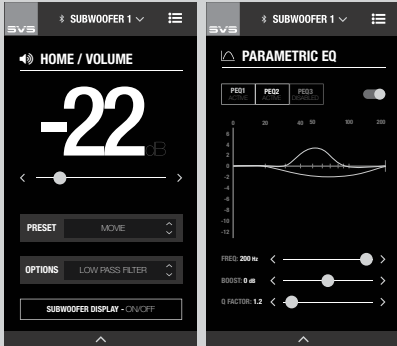 SVS
SUBWOOFER 1
HOME / VOLUME
-22 dB
PRESET MOVIE
OPTIONS LOW PASS FILTER
SUBWOOFER DISPLAY - ON/OFF
SVS
SUBWOOFER 1
PARAMETRIC EQ
PEQ1 PEQ2 PEQ3
ACTIVE ACTIVE DISABLED
0 20 40 50 100 200
6
4
2
0
-2
-4
-6
-8
-10
-12
FREQ: 200 Hz
BOOST: 0 dB
Q FACTOR: 1.2